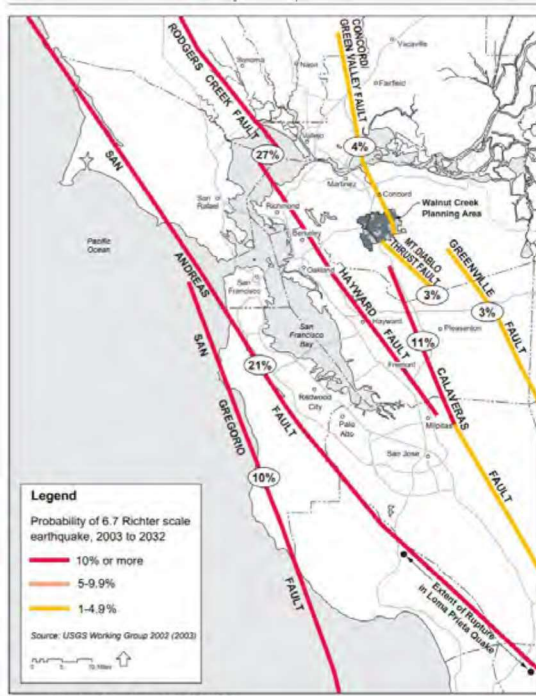 CONCORD/
GREEN VALLEY FAULT
Vacaville
RODGERS
CREEK FAULT
Sonoma
Napa
Fairfield
Vallejo
27%
4%
SAN
Martinez
Concord
San
Rafael
Richmond
Walnut Creek
Planning Area
Pacific
Ocean
Berkeley
MT. DIABLO
THRUST FAULT
GREENVILLE
ANDREAS
San
Francisco
Oakland
HAYWARD
3%
3%
FAULT
SAN
San
Francisco
Bay
Hayward
FAULT
11%
Pleasanton
21%
Fremont
CALAVERAS
GREGORIO
Redwood
City
FAULT
Palo
Alto
Milpitas
San Jose
10%
FAULT
Legend
Probability of 6.7 Richter scale
earthquake, 2003 to 2032
10% or more
5-9.9%
1-4.9%
Source: USGS Working Group 2002 (2003)
0 5 10 Miles
FAULT
Extent of Rupture
in Loma Prieta Quake